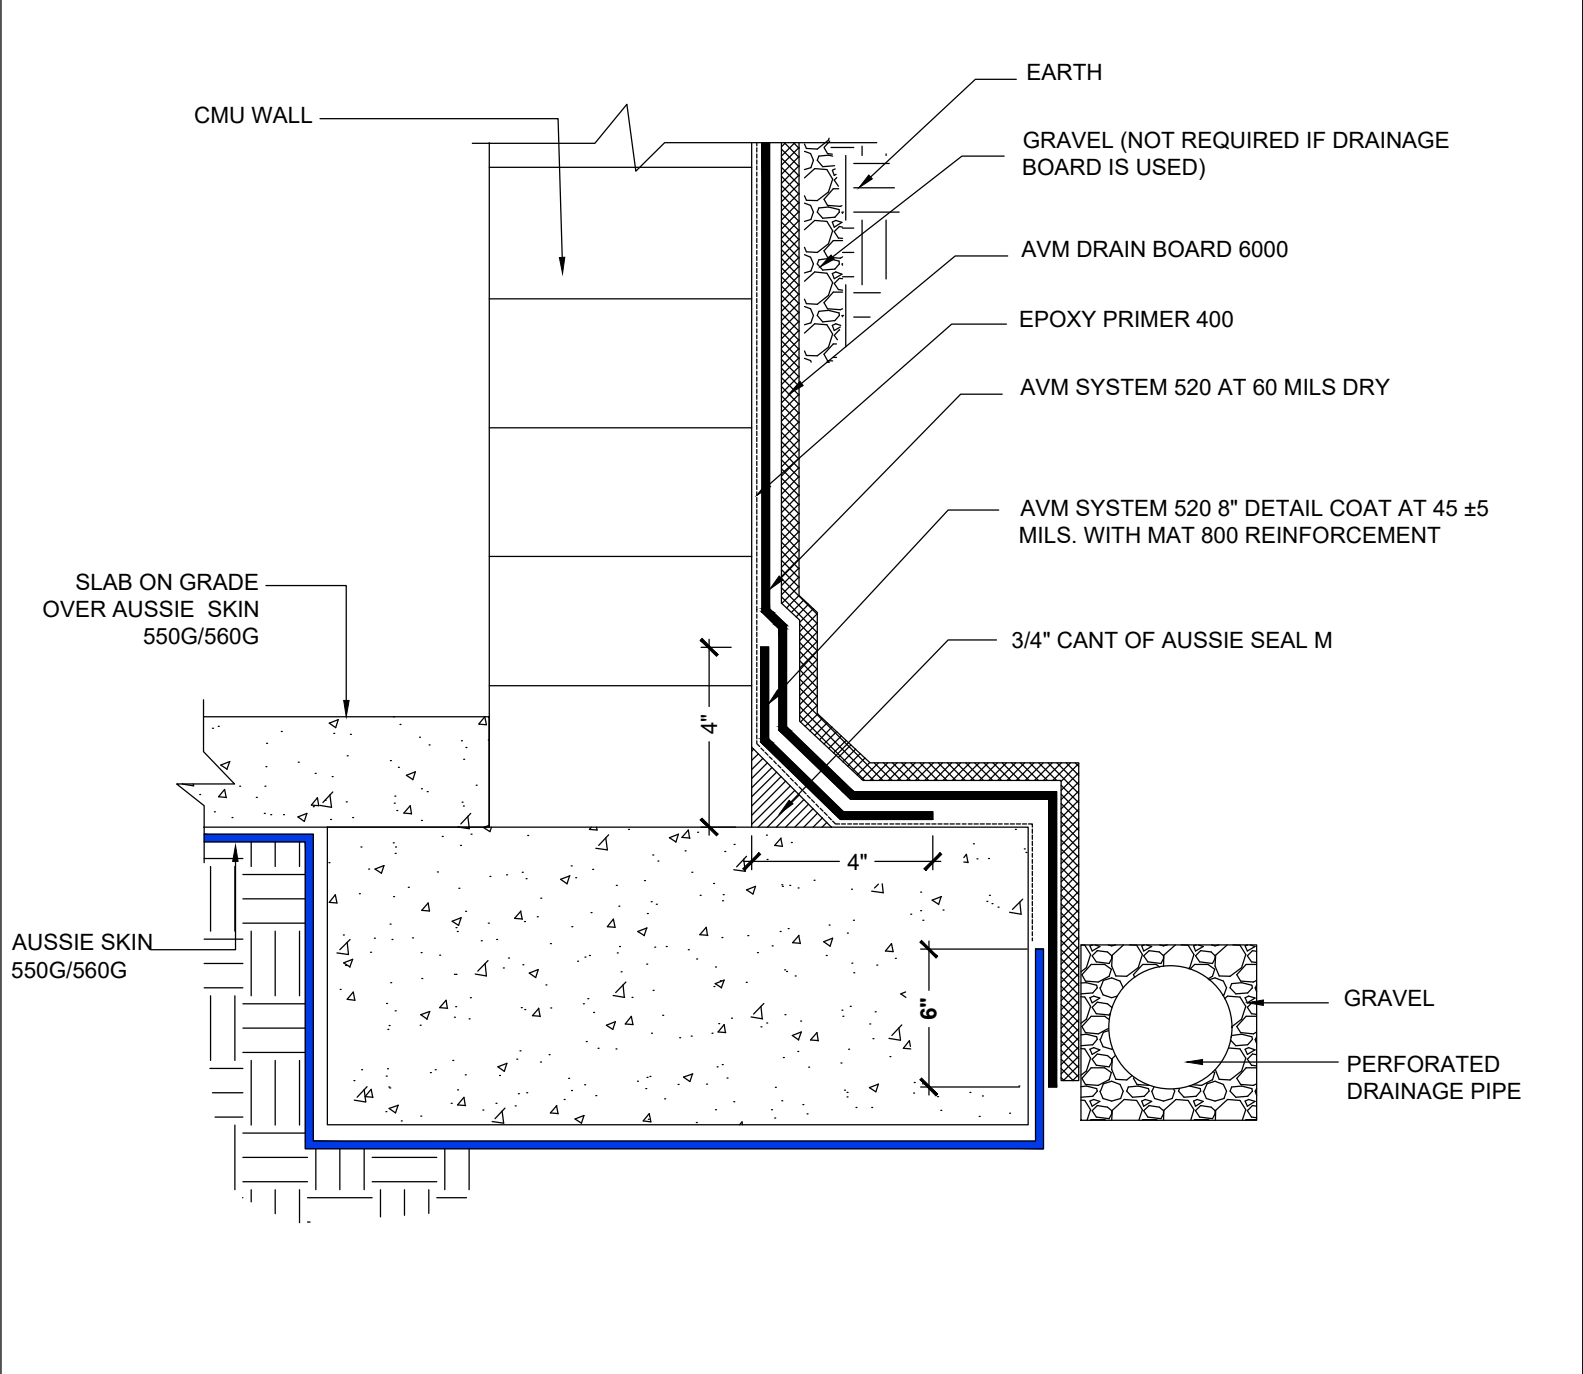 EARTH
CMU WALL
GRAVEL (NOT REQUIRED IF DRAINAGE
BOARD IS USED)
AVM DRAIN BOARD 6000
EPOXY PRIMER 400
AVM SYSTEM 520 AT 60 MILS DRY
AVM SYSTEM 520 8" DETAIL COAT AT 45 ±5
MILS. WITH MAT 800 REINFORCEMENT
SLAB ON GRADE
OVER AUSSIE SKIN
550G/560G
3/4" CANT OF AUSSIE SEAL M
4"
4"
AUSSIE SKIN
550G/560G
6"
GRAVEL
PERFORATED
DRAINAGE PIPE